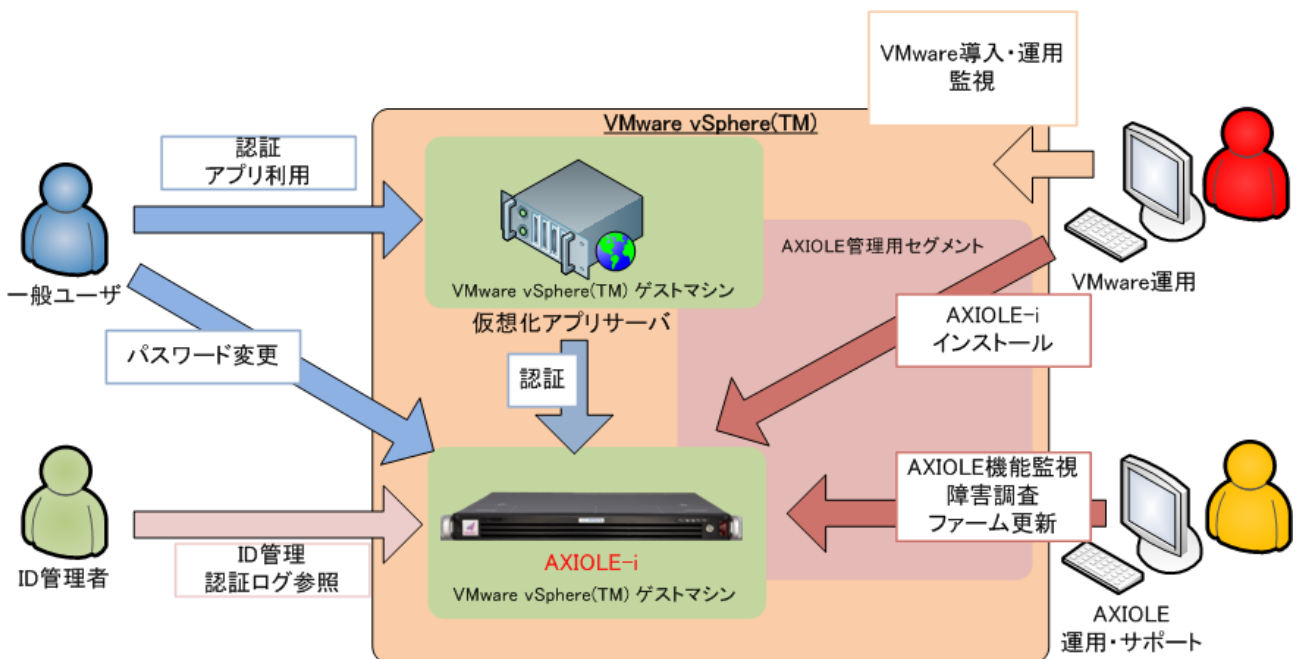 VMware導入・運用
監視
VMware vSphere(TM)
認証
アプリ利用
一般ユーザ
VMware vSphere(TM) ゲストマシン
仮想化アプリサーバ
AXIOLE管理用セグメント
VMware運用
パスワード変更
認証
AXIOLE-i
インストール
ID管理者
ID管理
認証ログ参照
AXIOLE-i
VMware vSphere(TM) ゲストマシン
AXIOLE機能監視
障害調査
ファーム更新
AXIOLE
運用・サポート